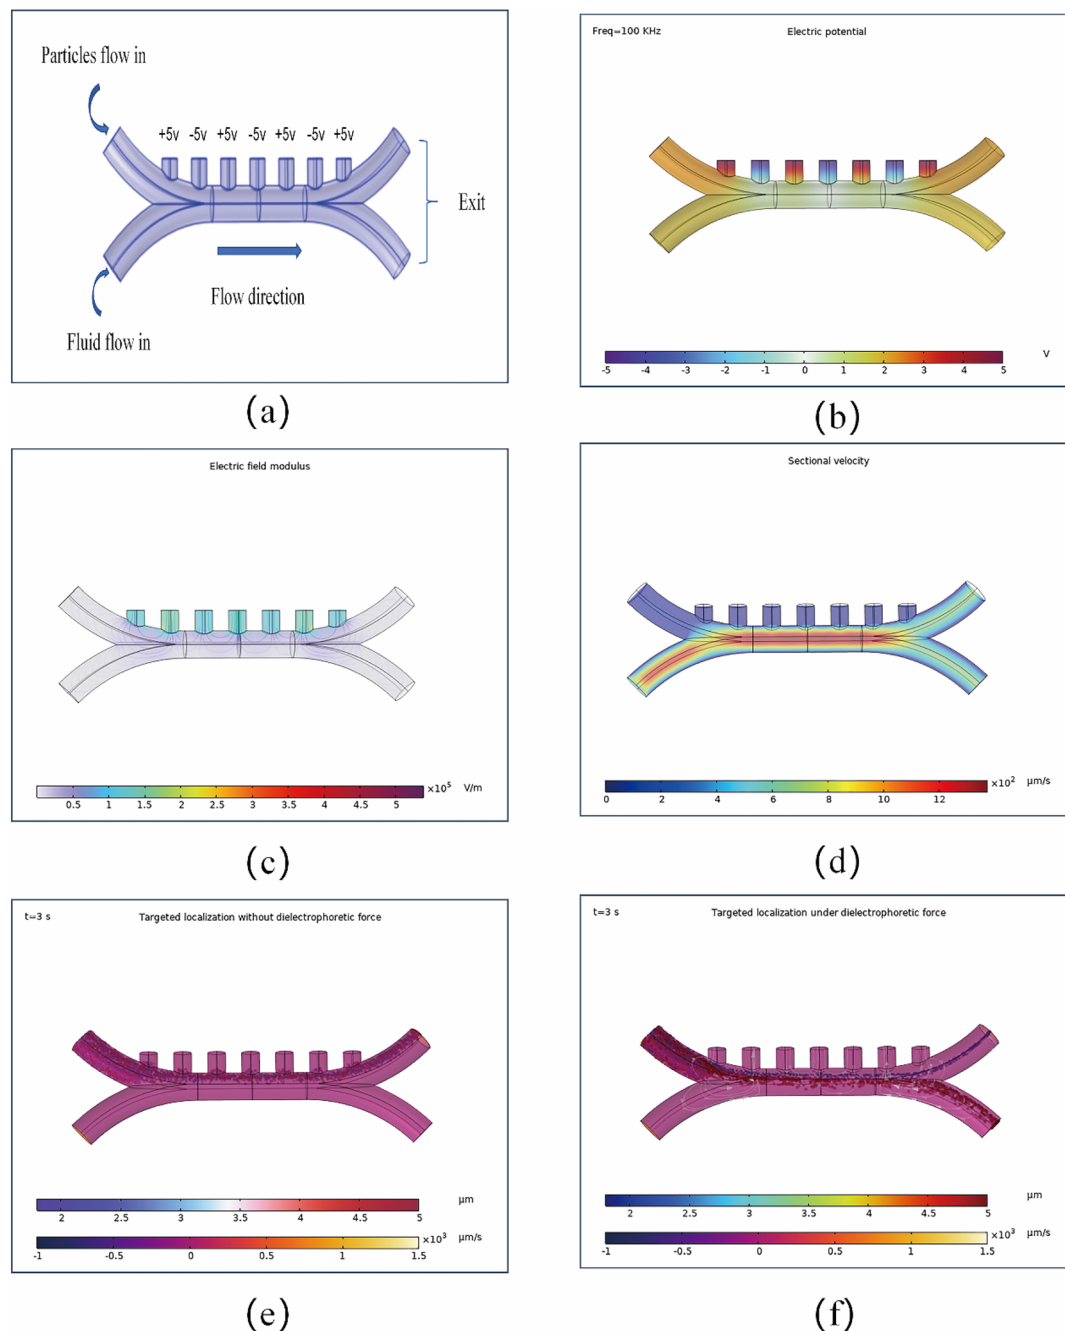 Particles flow in
+5v -5v +5v -5v +5v -5v +5v
Exit
Flow direction
Fluid flow in
(a)
Freq=100 KHz
Electric potential
-5 -4 -3 -2 -1 0 1 2 3 4 5 V
(b)
Electric field modulus
0.5 1 1.5 2 2.5 3 3.5 4 4.5 5 ×10⁵ V/m
(c)
Sectional velocity
0 2 4 6 8 10 12 ×10² μm/s
(d)
t=3 s
Targeted localization without dielectrophoretic force
2 2.5 3 3.5 4 4.5 5 μm
-1 -0.5 0 0.5 1 1.5 ×10³ μm/s
(e)
t=3 s
Targeted localization under dielectrophoretic force
2 2.5 3 3.5 4 4.5 5 μm
-1 -0.5 0 0.5 1 1.5 ×10³ μm/s
(f)